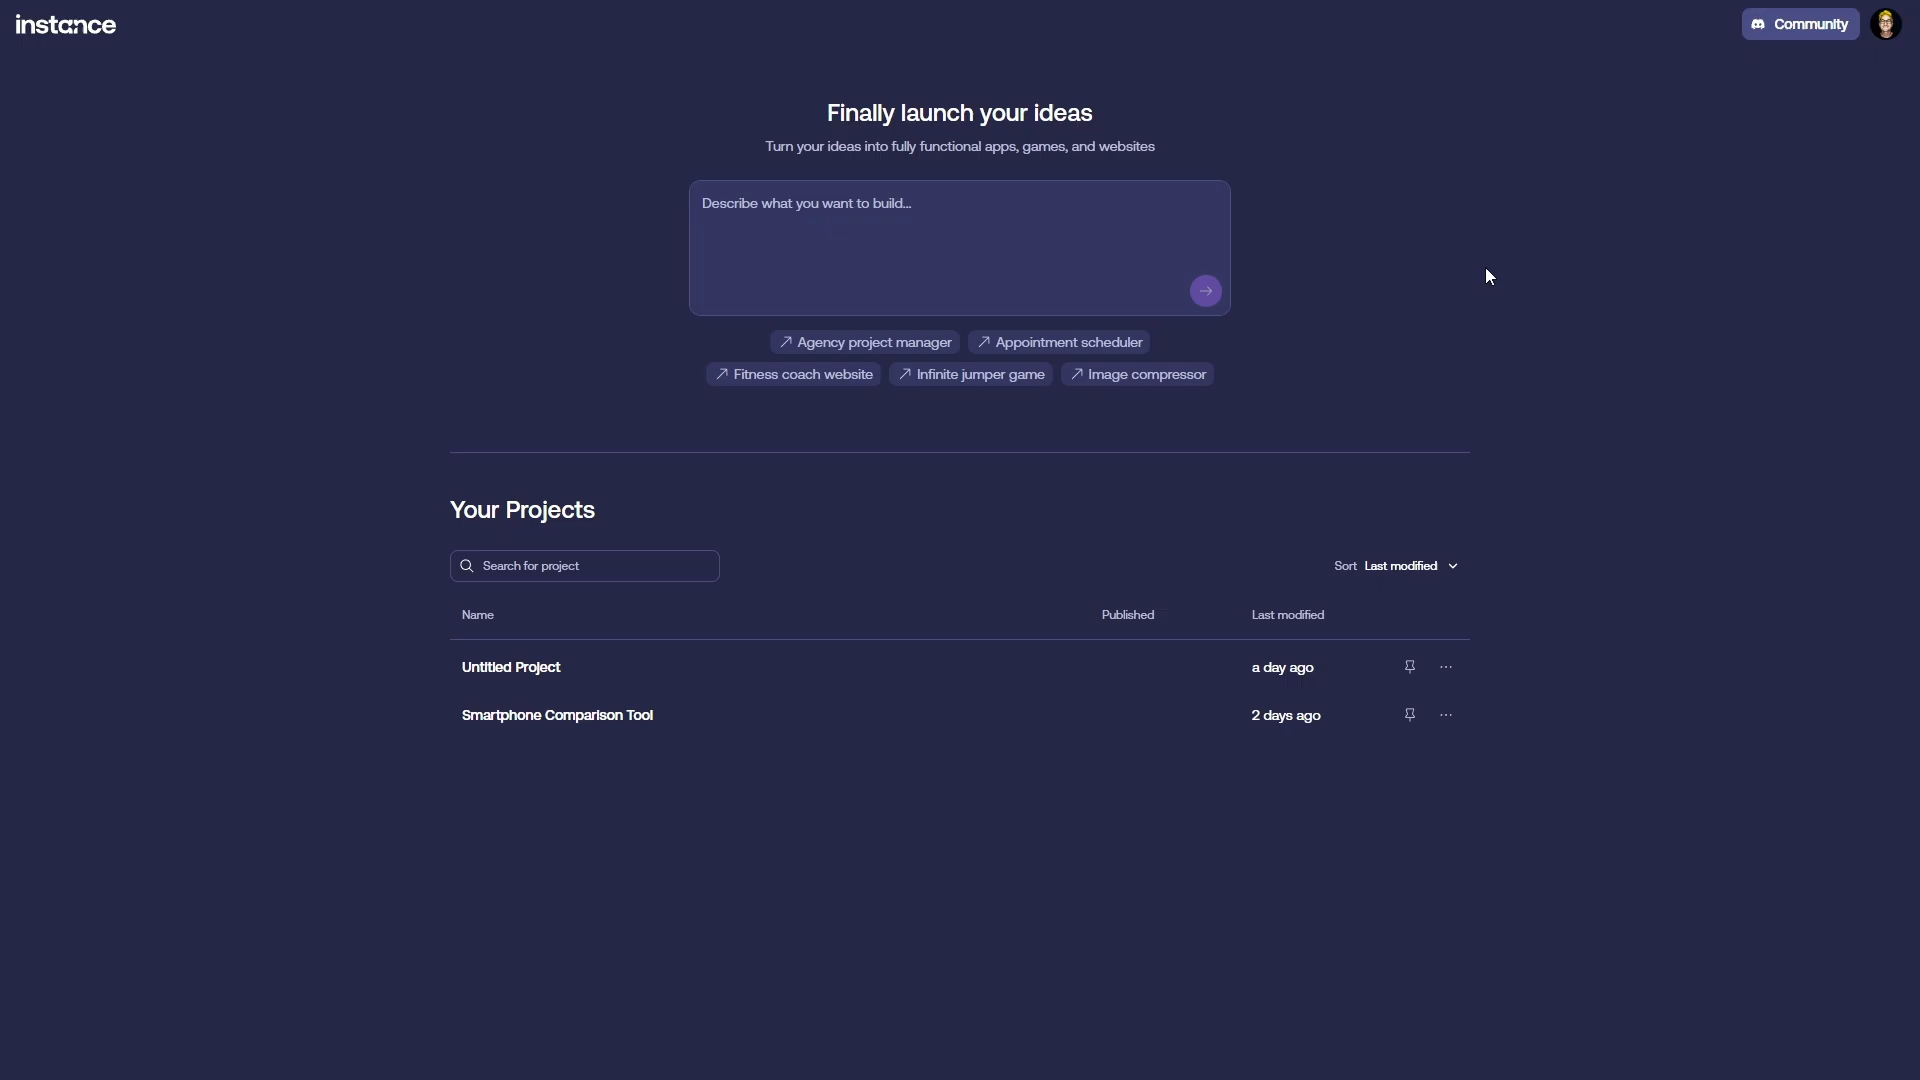 instance
Community
Finally launch your ideas
Turn your ideas into fully functional apps, games, and websites
Describe what you want to build...
Agency project manager
Appointment scheduler
Fitness coach website
Infinite jumper game
Image compressor
Your Projects
Search for project
Sort Last modified
Name Published Last modified
Untitled Project a day ago
Smartphone Comparison Tool 2 days ago